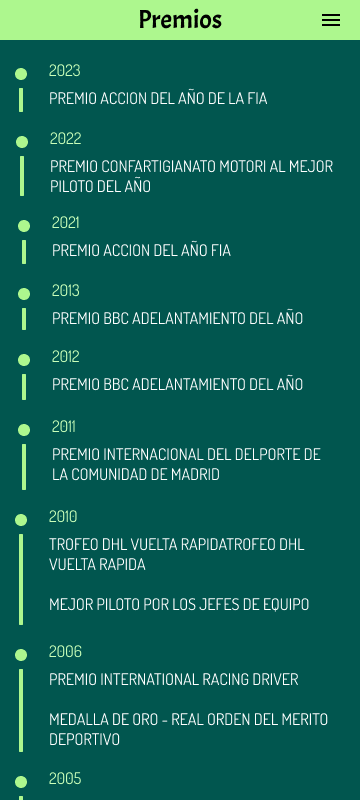 Premios
2023
PREMIO ACCION DEL AÑO DE LA FIA
2022
PREMIO CONFARTIGIANATO MOTORI AL MEJOR
PILOTO DEL AÑO
2021
PREMIO ACCION DEL AÑO FIA
2013
PREMIO BBC ADELANTAMIENTO DEL AÑO
2012
PREMIO BBC ADELANTAMIENTO DEL AÑO
2011
PREMIO INTERNACIONAL DEL DELPORTE DE
LA COMUNIDAD DE MADRID
2010
TROFEO DHL VUELTA RAPIDATROFEO DHL
VUELTA RAPIDA
MEJOR PILOTO POR LOS JEFES DE EQUIPO
2006
PREMIO INTERNATIONAL RACING DRIVER
MEDALLA DE ORO - REAL ORDEN DEL MERITO
DEPORTIVO
2005